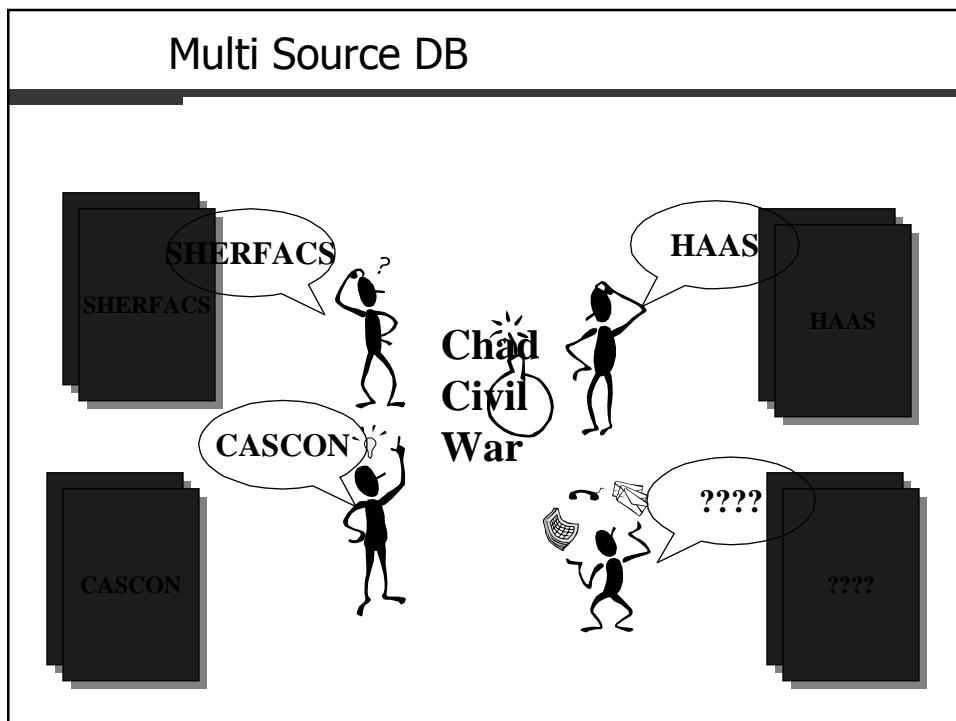 Multi Source DB
SHERFACS
SHERFACS
HAAS
HAAS
?
Chad
Civil
War
CASCON
CASCON
????
????